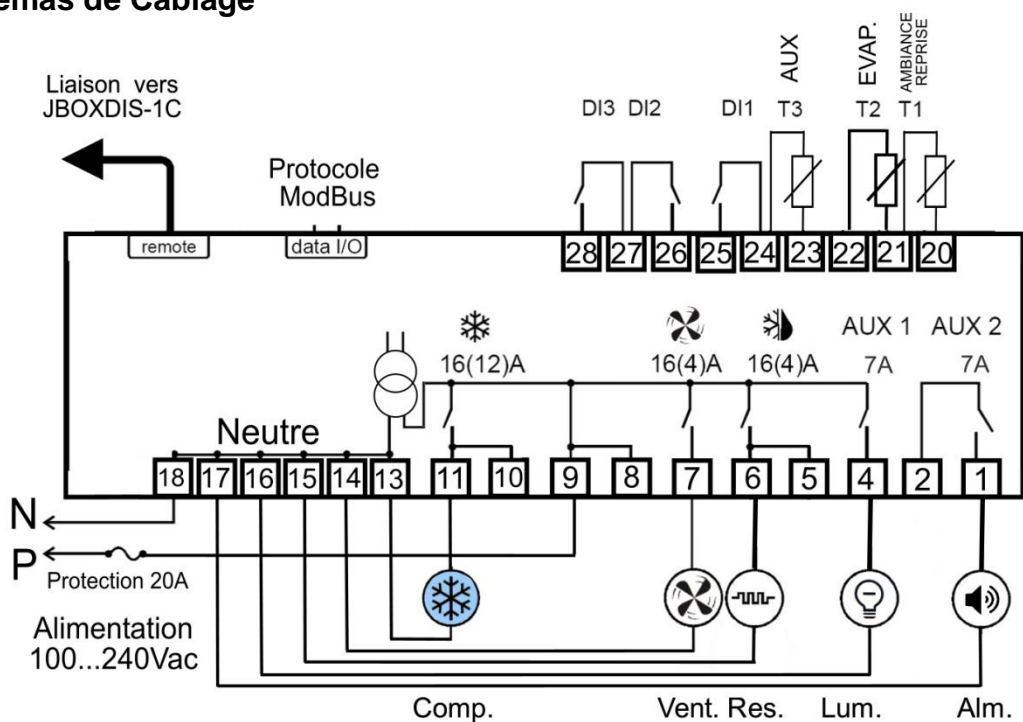 émas de Câblage
Liaison vers
JBOXDIS-1C
Protocole
ModBus
AUX
EVAP.
AMBIANCE
REPRISE
DI3 DI2 DI1 T3 T2 T1
remote
data I/O
28 27 26 25 24 23 22 21 20
AUX 1 AUX 2
16(12)A 16(4)A 16(4)A 7A 7A
Neutre
18 17 16 15 14 13 11 10 9 8 7 6 5 4 2 1
N
P
Protection 20A
Alimentation
100...240Vac
Comp. Vent. Res. Lum. Alm.